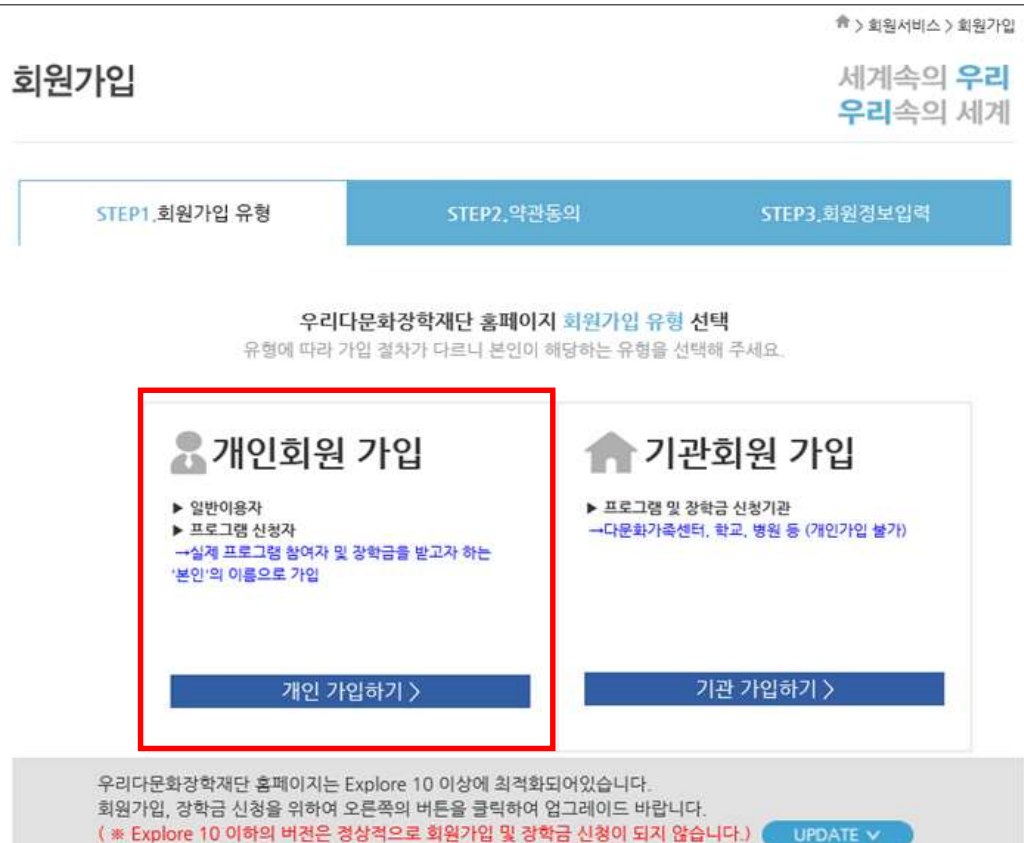 > 회원서비스 > 회원가입
회원가입
세계속의 우리
우리속의 세계
STEP1.회원가입 유형
STEP2.약관동의
STEP3.회원정보입력
우리다문화장학재단 홈페이지 회원가입 유형 선택
유형에 따라 가입 절차가 다르니 본인이 해당하는 유형을 선택해 주세요.
개인회원 가입
▶ 일반이용자
▶ 프로그램 신청자
→실제 프로그램 참여자 및 장학금을 받고자 하는
'본인'의 이름으로 가입
개인 가입하기 >
기관회원 가입
▶ 프로그램 및 장학금 신청기관
→다문화가족센터, 학교, 병원 등 (개인가입 불가)
기관 가입하기 >
우리다문화장학재단 홈페이지는 Explore 10 이상에 최적화되어있습니다.
회원가입, 장학금 신청을 위하여 오른쪽의 버튼을 클릭하여 업그레이드 바랍니다.
( ※ Explore 10 이하의 버전은 정상적으로 회원가입 및 장학금 신청이 되지 않습니다.)
UPDATE ∨